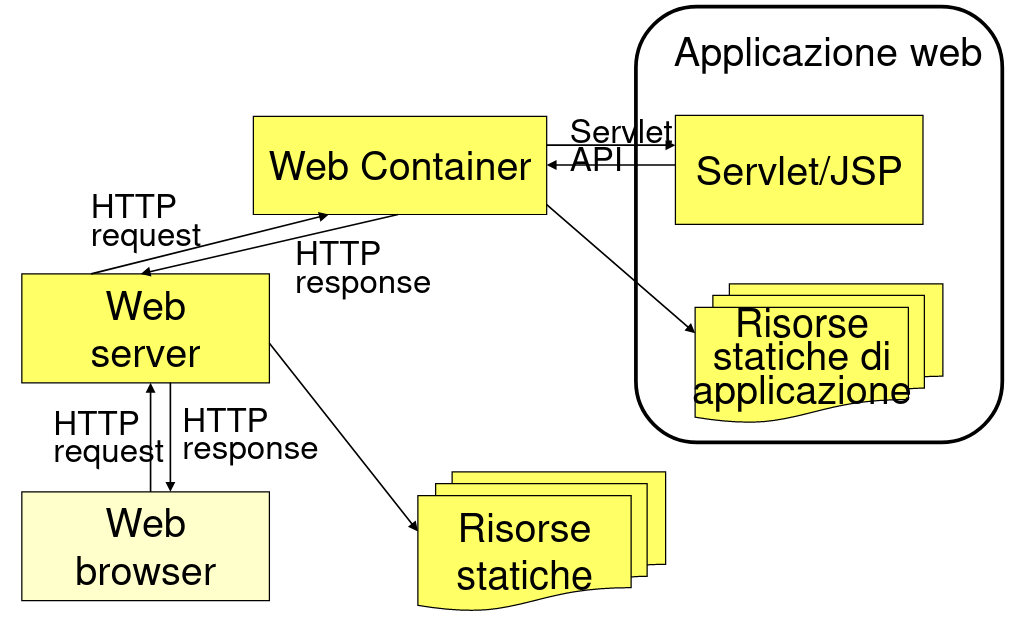 Applicazione web
Servlet
API
Web Container
Servlet/JSP
HTTP
request
HTTP
response
Web
server
Risorse
statiche di
applicazione
HTTP
request
HTTP
response
Web
browser
Risorse
statiche